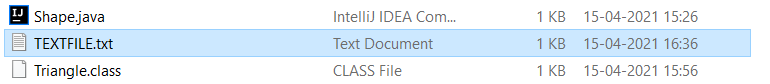 Shape.java IntelliJ IDEA Com... 1 KB 15-04-2021 15:26
TEXTFILE.txt Text Document 1 KB 15-04-2021 16:36
Triangle.class CLASS File 1 KB 15-04-2021 15:56